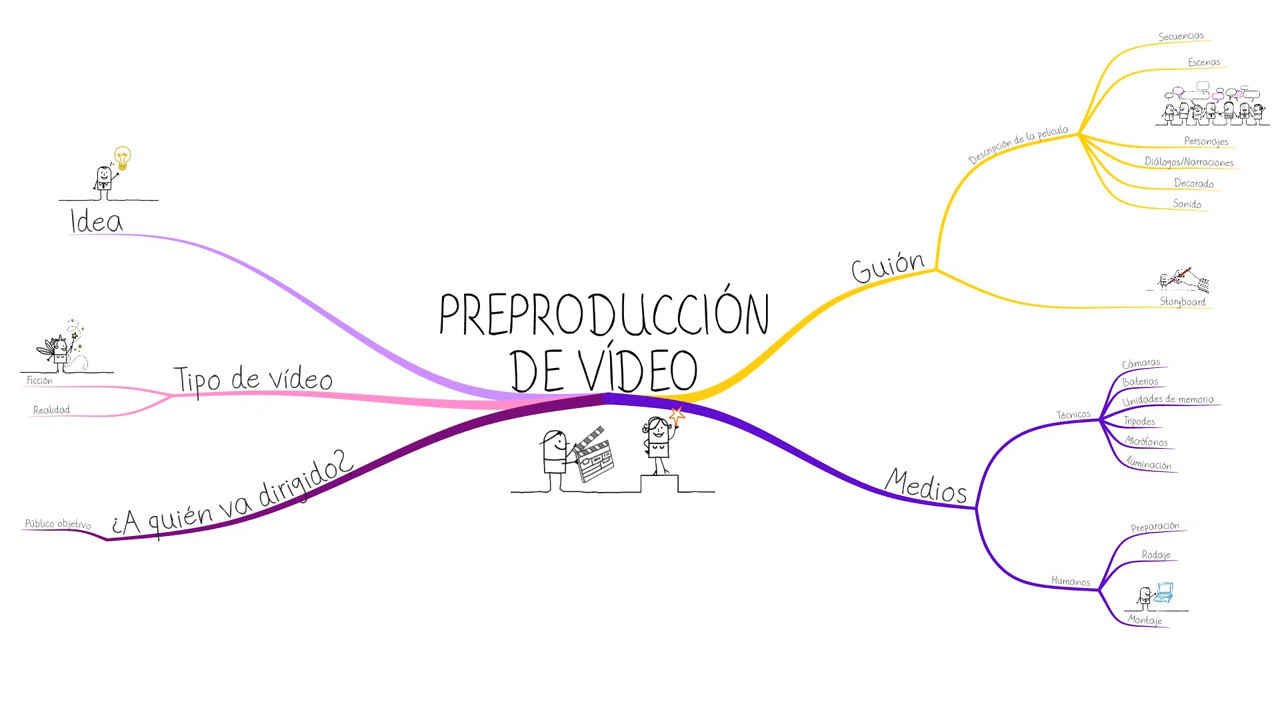 PREPRODUCCIÓN
DE VÍDEO
Idea
Tipo de vídeo
Ficción
Realidad
¿A quién va dirigido?
Público objetivo
Guión
Descripción de la película
Secuencias
Escenas
Personajes
Diálogos/Narraciones
Decorado
Sonido
Storyboard
Medios
Técnicos
Cámaras
Baterías
Unidades de memoria
Trípodes
Micrófonos
Iluminación
Humanos
Preparación
Rodaje
Montaje